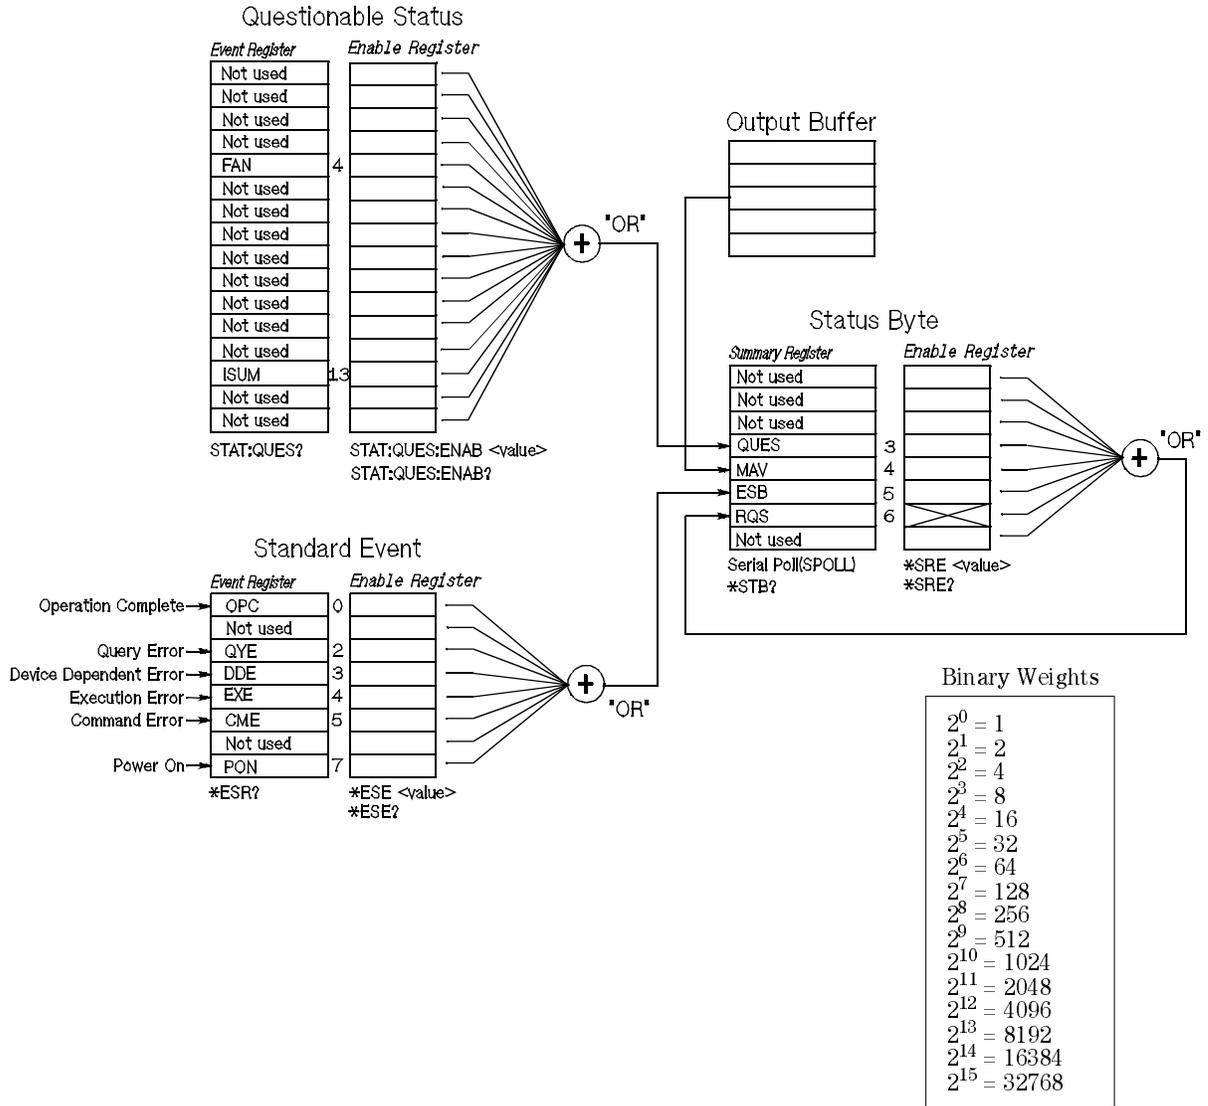 Questionable Status
Event Register
Enable Register
Not used
Not used
Not used
Not used
FAN 4
Not used
Not used
Not used
Not used
Not used
Not used
Not used
Not used
ISUM 13
Not used
Not used
STAT:QUES?
STAT:QUES:ENAB <value>
STAT:QUES:ENAB?
+
"OR"
Output Buffer
Status Byte
Summary Register
Enable Register
Not used
Not used
Not used
QUES 3
MAV 4
ESB 5
RQS 6
Not used
Serial Poll(SPOLL)
*STB?
*SRE <value>
*SRE?
+
"OR"
Standard Event
Event Register
Enable Register
Operation Complete OPC 0
Not used
Query Error QYE 2
Device Dependent Error DDE 3
Execution Error EXE 4
Command Error CME 5
Not used
Power On PON 7
*ESR?
*ESE <value>
*ESE?
+
"OR"
Binary Weights
2^0 = 1
2^1 = 2
2^2 = 4
2^3 = 8
2^4 = 16
2^5 = 32
2^6 = 64
2^7 = 128
2^8 = 256
2^9 = 512
2^10 = 1024
2^11 = 2048
2^12 = 4096
2^13 = 8192
2^14 = 16384
2^15 = 32768